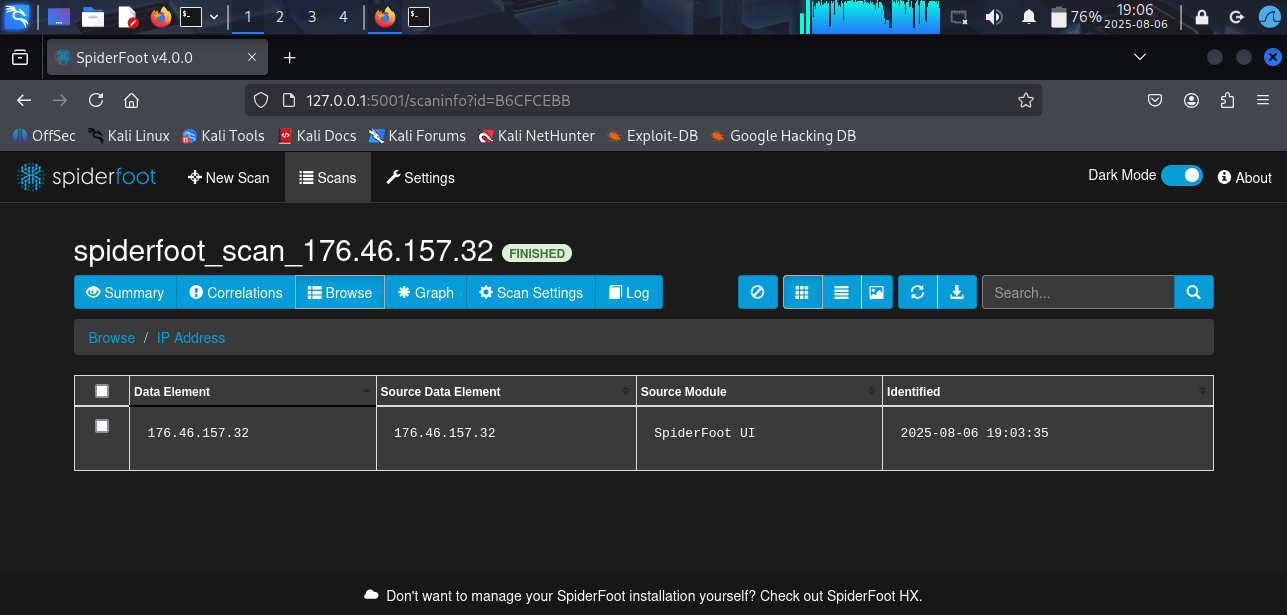 1 2 3 4 76% 19:06
2025-08-06
SpiderFoot v4.0.0
127.0.0.1:5001/scaninfo?id=B6CFCEBB
OffSec Kali Linux Kali Tools Kali Docs Kali Forums Kali NetHunter Exploit-DB Google Hacking DB
spiderfoot New Scan Scans Settings Dark Mode About
spiderfoot_scan_176.46.157.32 FINISHED
Summary Correlations Browse Graph Scan Settings Log Search...
Browse / IP Address
Data Element Source Data Element Source Module Identified
176.46.157.32 176.46.157.32 SpiderFoot UI 2025-08-06 19:03:35
Don't want to manage your SpiderFoot installation yourself? Check out SpiderFoot HX.